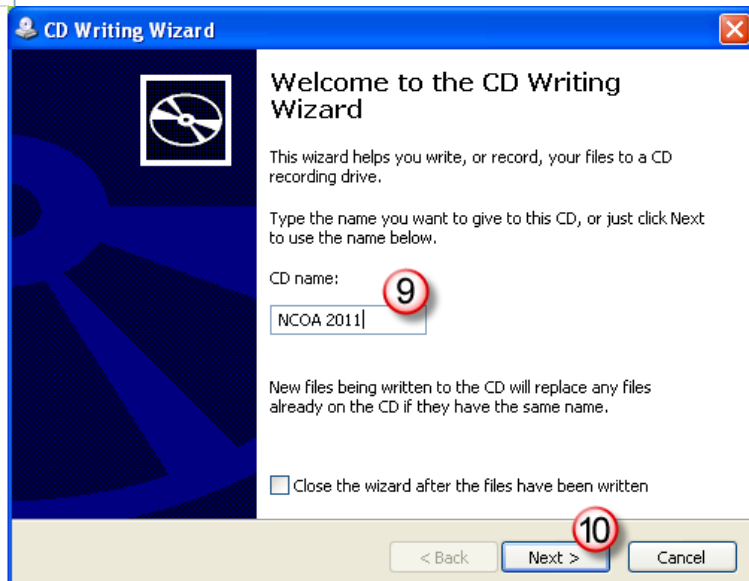 CD Writing Wizard
Welcome to the CD Writing
Wizard
This wizard helps you write, or record, your files to a CD
recording drive.
Type the name you want to give to this CD, or just click Next
to use the name below.
CD name:
9
NCOA 2011
New files being written to the CD will replace any files
already on the CD if they have the same name.
Close the wizard after the files have been written
10
< Back Next > Cancel